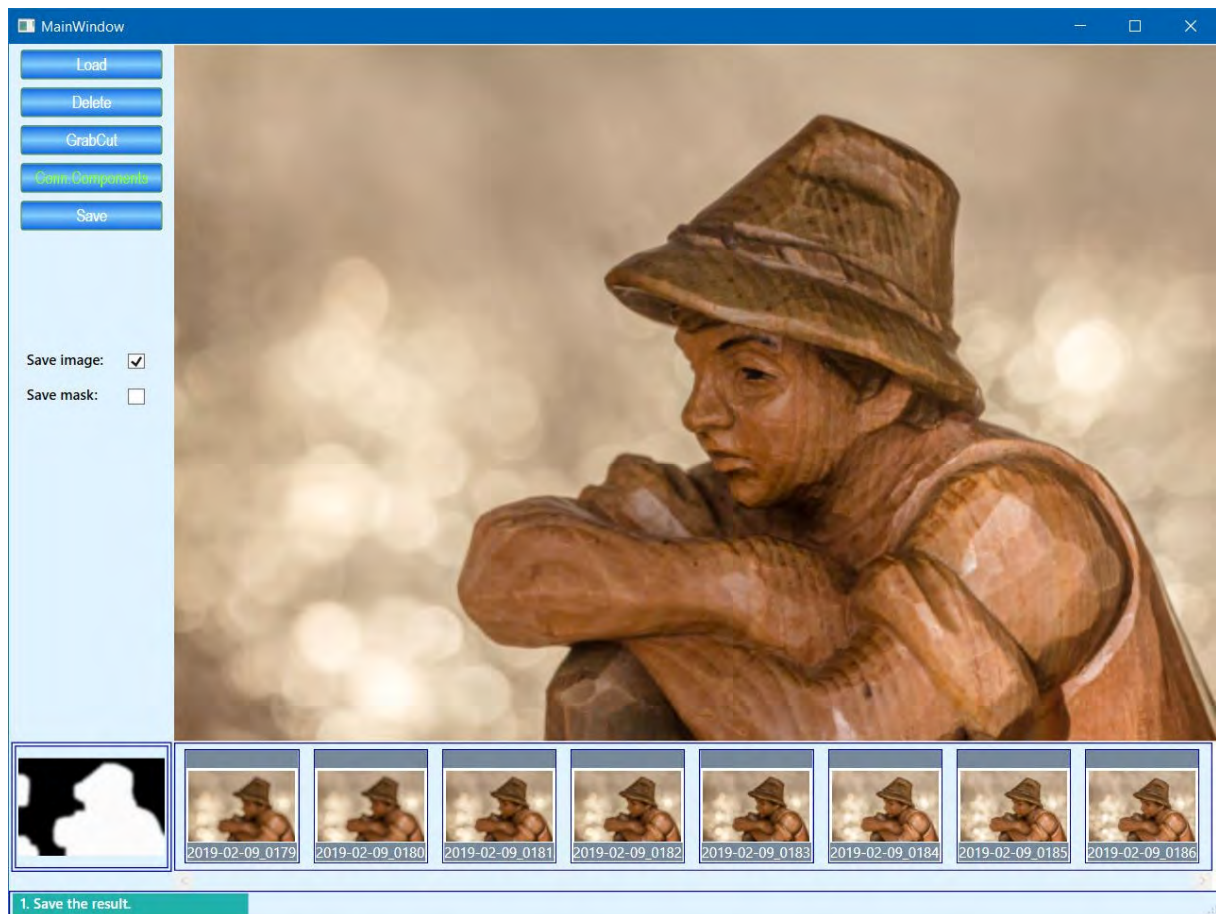 MainWindow
Load
Delete
GrabCut
Conn.Components
Save
Save image:
Save mask:
2019-02-09_0179 2019-02-09_0180 2019-02-09_0181 2019-02-09_0182 2019-02-09_0183 2019-02-09_0184 2019-02-09_0185 2019-02-09_0186
1. Save the result.